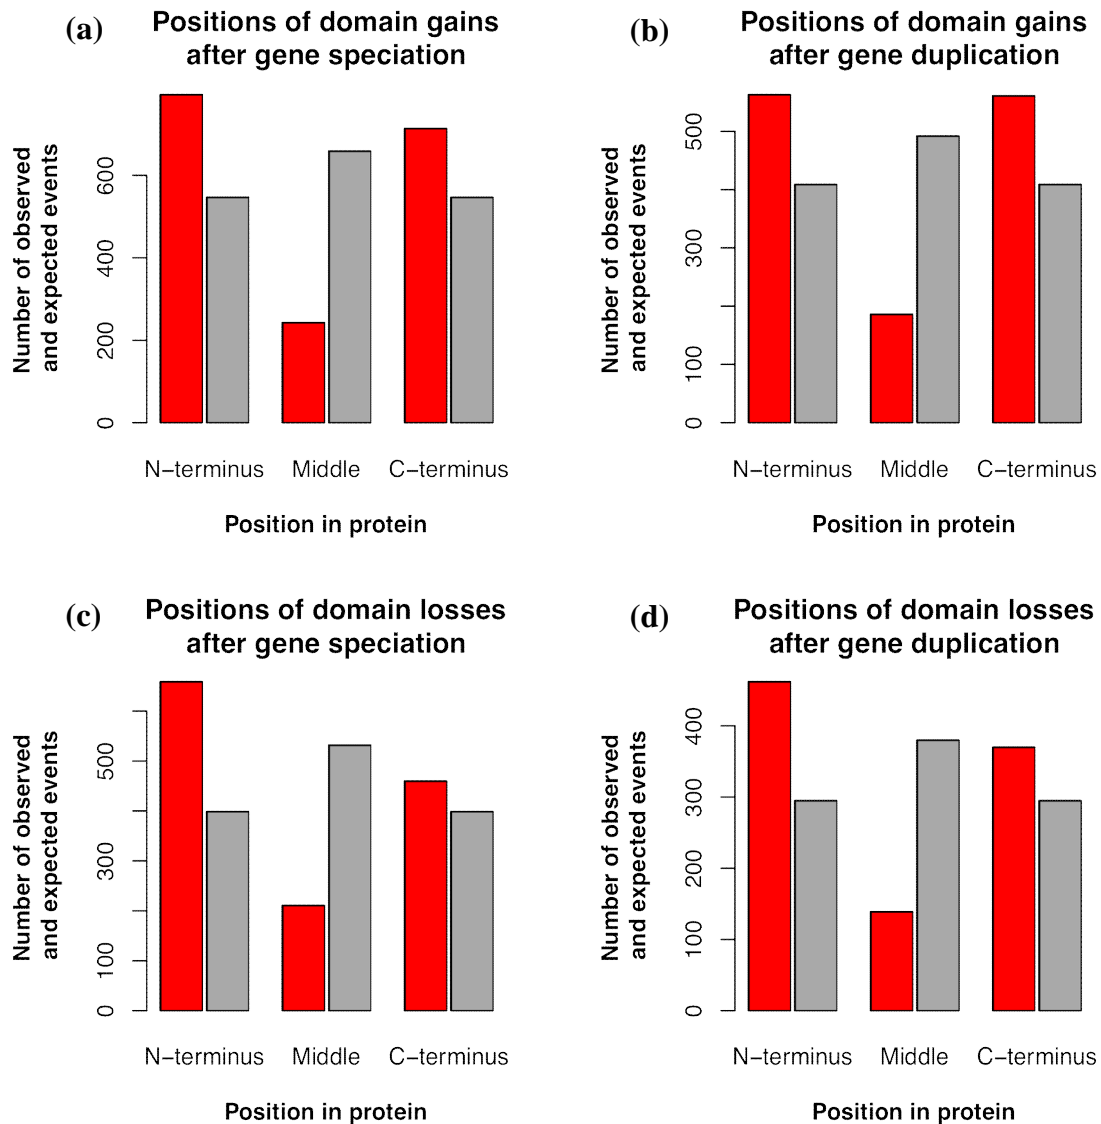 (a)
Positions of domain gains
after gene speciation
Number of observed
and expected events
0
200
400
600
N−terminus Middle C−terminus
Position in protein
(b)
Positions of domain gains
after gene duplication
Number of observed
and expected events
0
100
300
500
N−terminus Middle C−terminus
Position in protein
(c)
Positions of domain losses
after gene speciation
Number of observed
and expected events
0
100
300
500
N−terminus Middle C−terminus
Position in protein
(d)
Positions of domain losses
after gene duplication
Number of observed
and expected events
0
100
200
300
400
N−terminus Middle C−terminus
Position in protein